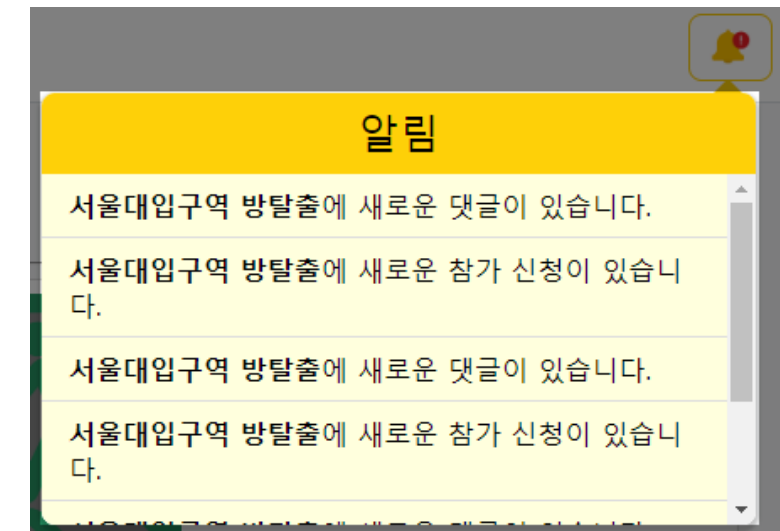 알림
서울대입구역 방탈출에 새로운 댓글이 있습니다.
서울대입구역 방탈출에 새로운 참가 신청이 있습니
다.
서울대입구역 방탈출에 새로운 댓글이 있습니다.
서울대입구역 방탈출에 새로운 참가 신청이 있습니
다.